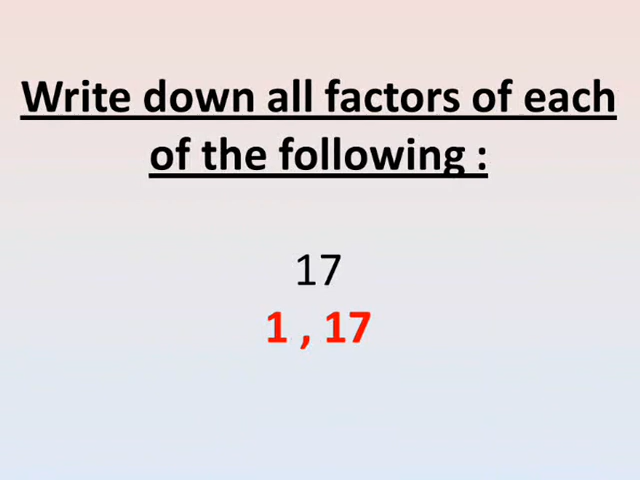 Write down all factors of each
of the following :
17
1 , 17